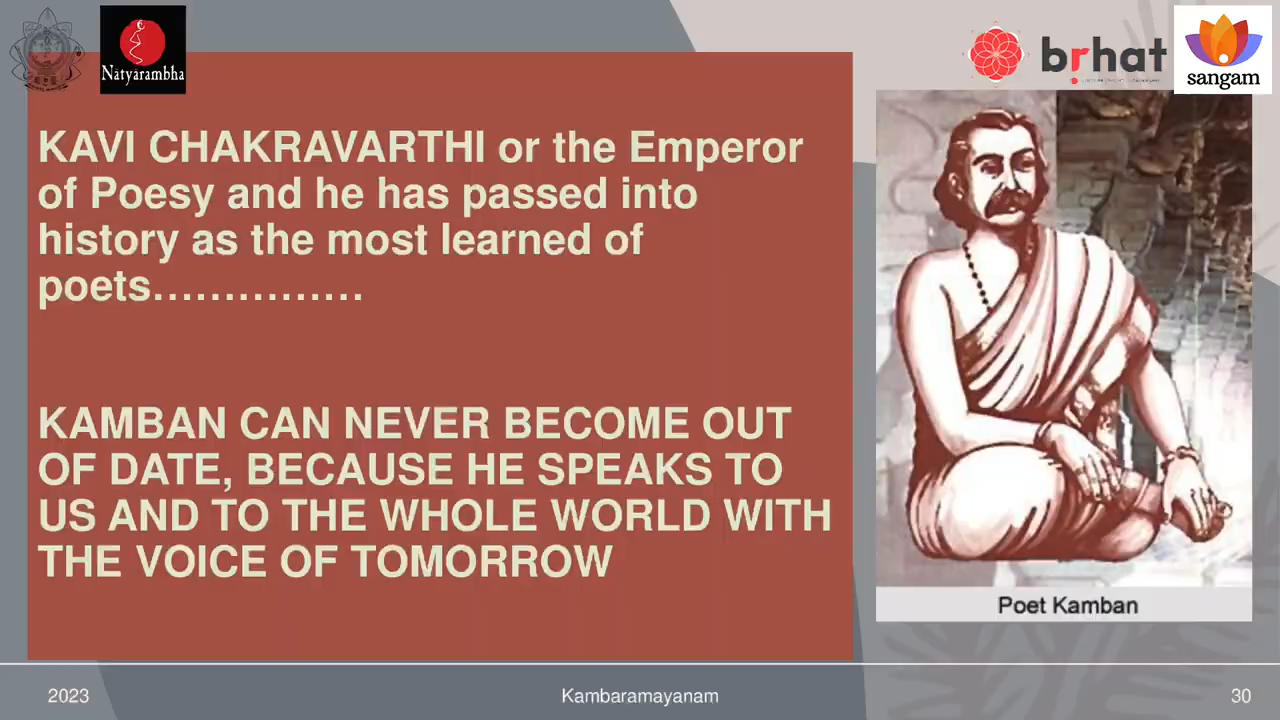 Nātyārambha
brhat
sangam
KAVI CHAKRAVARTHI or the Emperor
of Poesy and he has passed into
history as the most learned of
poets……………
KAMBAN CAN NEVER BECOME OUT
OF DATE, BECAUSE HE SPEAKS TO
US AND TO THE WHOLE WORLD WITH
THE VOICE OF TOMORROW
Poet Kamban
2023
Kambaramayanam
30